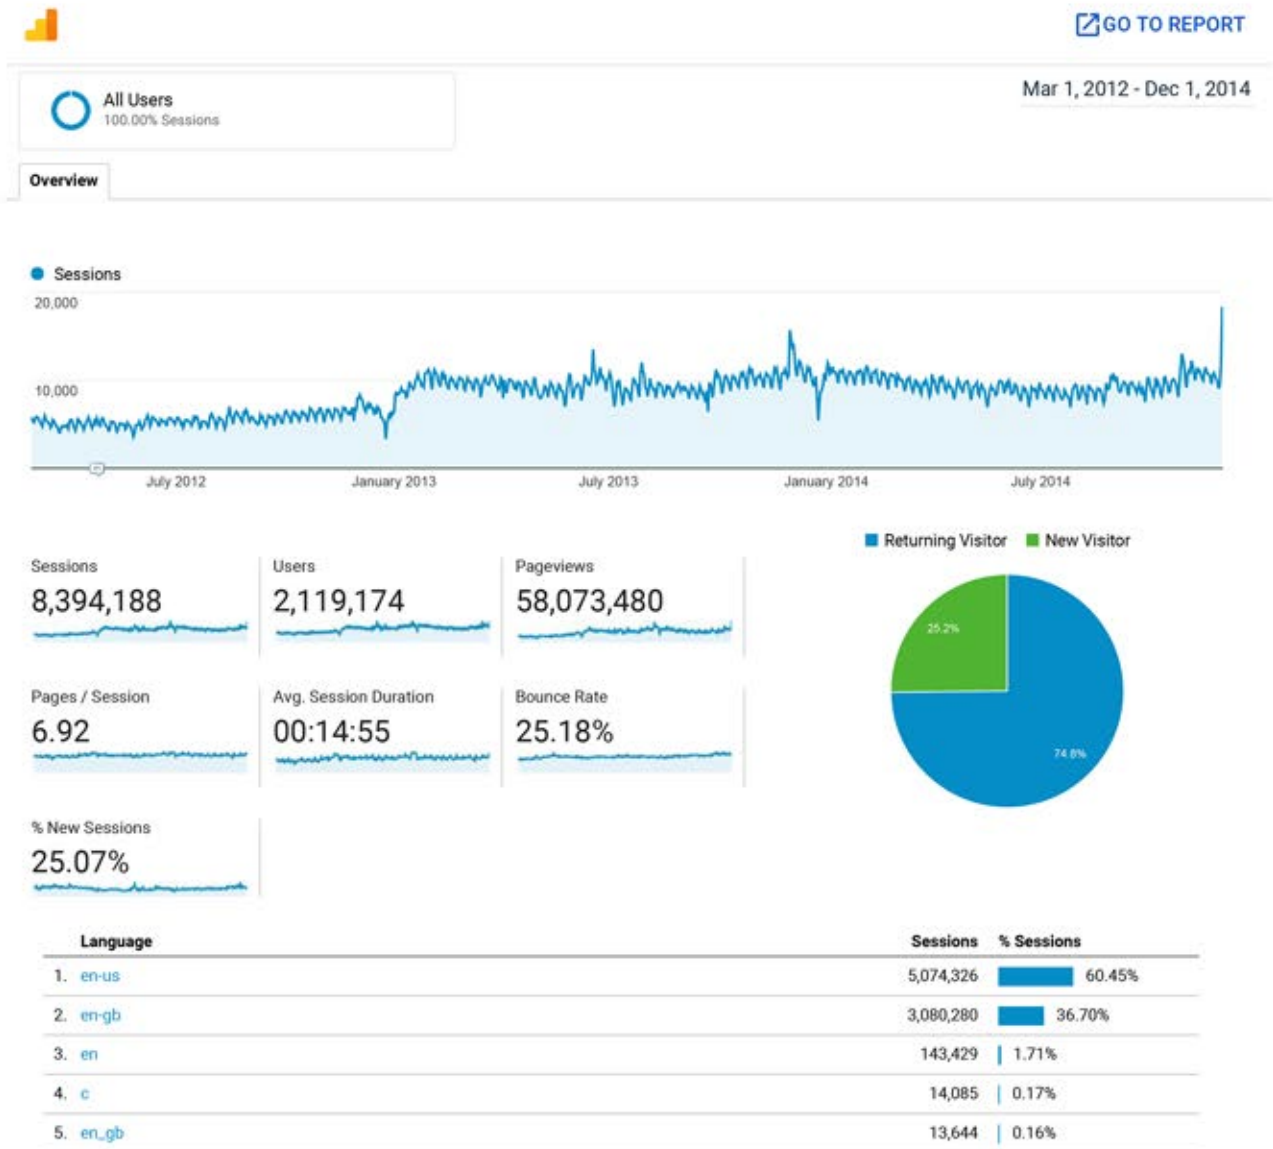 GO TO REPORT
All Users
100.00% Sessions
Mar 1, 2012 - Dec 1, 2014
Overview
Sessions
20,000
10,000
July 2012 January 2013 July 2013 January 2014 July 2014
Returning Visitor New Visitor
25.2%
74.8%
Sessions Users Pageviews
8,394,188 2,119,174 58,073,480
Pages / Session Avg. Session Duration Bounce Rate
6.92 00:14:55 25.18%
% New Sessions
25.07%
Language Sessions % Sessions
1. en-us 5,074,326 60.45%
2. en-gb 3,080,280 36.70%
3. en 143,429 1.71%
4. c 14,085 0.17%
5. en_gb 13,644 0.16%